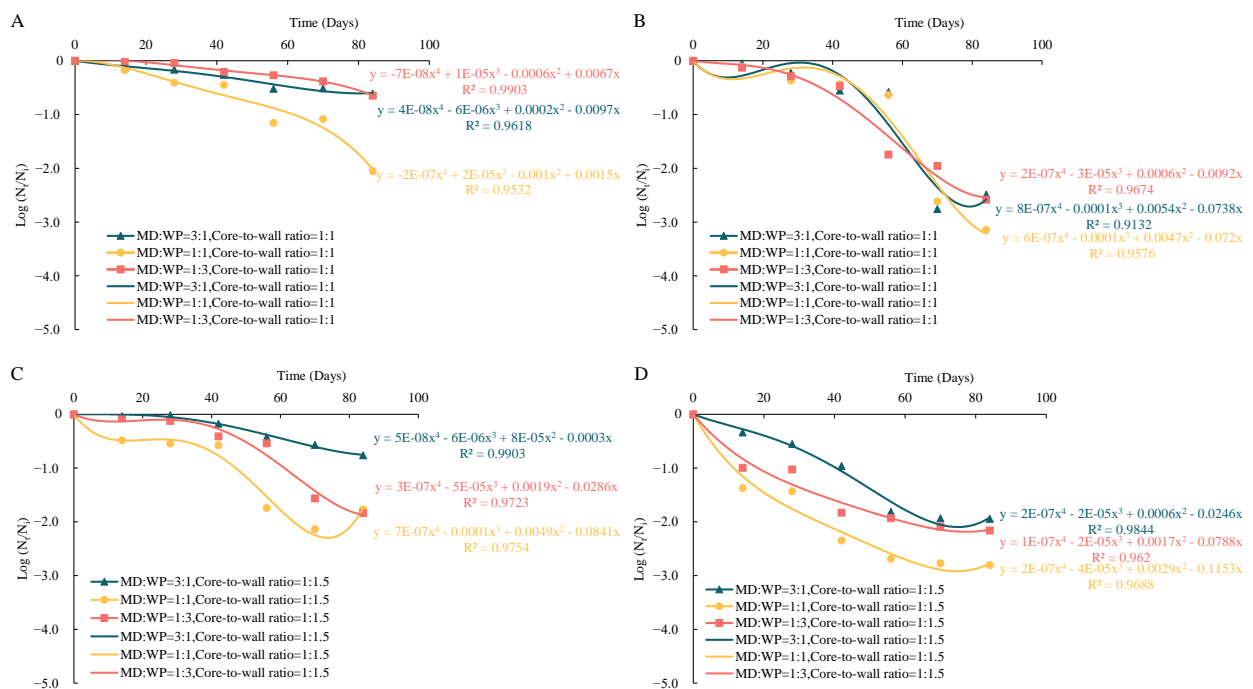 A
Time (Days)
0 20 40 60 80 100
0
−1.0
−2.0
−3.0
−4.0
−5.0
Log (Nt/Ni)
y = -7E-08x⁴ + 1E-05x³ - 0.0006x² + 0.0067x
R² = 0.9903
y = 4E-08x⁴ - 6E-06x³ + 0.0002x² - 0.0097x
R² = 0.9618
y = -2E-07x⁴ + 2E-05x³ - 0.001x² + 0.0015x
R² = 0.9532
MD:WP=3:1,Core-to-wall ratio=1:1
MD:WP=1:1,Core-to-wall ratio=1:1
MD:WP=1:3,Core-to-wall ratio=1:1
MD:WP=3:1,Core-to-wall ratio=1:1
MD:WP=1:1,Core-to-wall ratio=1:1
MD:WP=1:3,Core-to-wall ratio=1:1
B
Time (Days)
0 20 40 60 80 100
0
−1.0
−2.0
−3.0
−4.0
−5.0
Log (Nt/Ni)
y = 2E-07x⁴ - 3E-05x³ + 0.0006x² - 0.0092x
R² = 0.9674
y = 8E-07x⁴ - 0.0001x³ + 0.0054x² - 0.0738x
R² = 0.9132
y = 6E-07x⁴ - 0.0001x³ + 0.0047x² - 0.072x
R² = 0.9576
MD:WP=3:1,Core-to-wall ratio=1:1
MD:WP=1:1,Core-to-wall ratio=1:1
MD:WP=1:3,Core-to-wall ratio=1:1
MD:WP=3:1,Core-to-wall ratio=1:1
MD:WP=1:1,Core-to-wall ratio=1:1
MD:WP=1:3,Core-to-wall ratio=1:1
C
Time (Days)
0 20 40 60 80 100
0
−1.0
−2.0
−3.0
−4.0
−5.0
Log (Nt/Ni)
y = 5E-08x⁴ - 6E-06x³ + 8E-05x² - 0.0003x
R² = 0.9903
y = 3E-07x⁴ - 5E-05x³ + 0.0019x² - 0.0286x
R² = 0.9723
y = 7E-07x⁴ - 0.0001x³ + 0.0049x² - 0.0841x
R² = 0.9754
MD:WP=3:1,Core-to-wall ratio=1:1.5
MD:WP=1:1,Core-to-wall ratio=1:1.5
MD:WP=1:3,Core-to-wall ratio=1:1.5
MD:WP=3:1,Core-to-wall ratio=1:1.5
MD:WP=1:1,Core-to-wall ratio=1:1.5
MD:WP=1:3,Core-to-wall ratio=1:1.5
D
Time (Days)
0 20 40 60 80 100
0
−1.0
−2.0
−3.0
−4.0
−5.0
Log (Nt/Ni)
y = 2E-07x⁴ - 2E-05x³ + 0.0006x² - 0.0246x
R² = 0.9844
y = 1E-07x⁴ - 2E-05x³ + 0.0017x² - 0.0788x
R² = 0.962
y = 2E-07x⁴ - 4E-05x³ + 0.0029x² - 0.1153x
R² = 0.9688
MD:WP=3:1,Core-to-wall ratio=1:1.5
MD:WP=1:1,Core-to-wall ratio=1:1.5
MD:WP=1:3,Core-to-wall ratio=1:1.5
MD:WP=3:1,Core-to-wall ratio=1:1.5
MD:WP=1:1,Core-to-wall ratio=1:1.5
MD:WP=1:3,Core-to-wall ratio=1:1.5